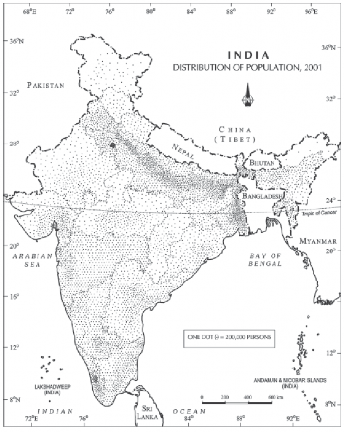 68°E 72° 76° 80° 84° 88° 92° 96°E
36°N
36°N
INDIA
DISTRIBUTION OF POPULATION, 2001
PAKISTAN
32°
32°
CHINA
(TIBET)
NEPAL
28°
BHUTAN
BANGLADESH
24°
Tropic of Cancer
MYANMAR
ARABIAN
SEA
20°
BAY OF
BENGAL
16°
ONE DOT = 200,000 PERSONS
12°
12°
LAKSHADWEEP
(INDIA)
ANDAMAN & NICOBAR ISLANDS
(INDIA)
8°N
8°N
SRI
LANKA
0 200 400 600 km
INDIAN OCEAN
72°E 76° 80° 84° 88° 92°E